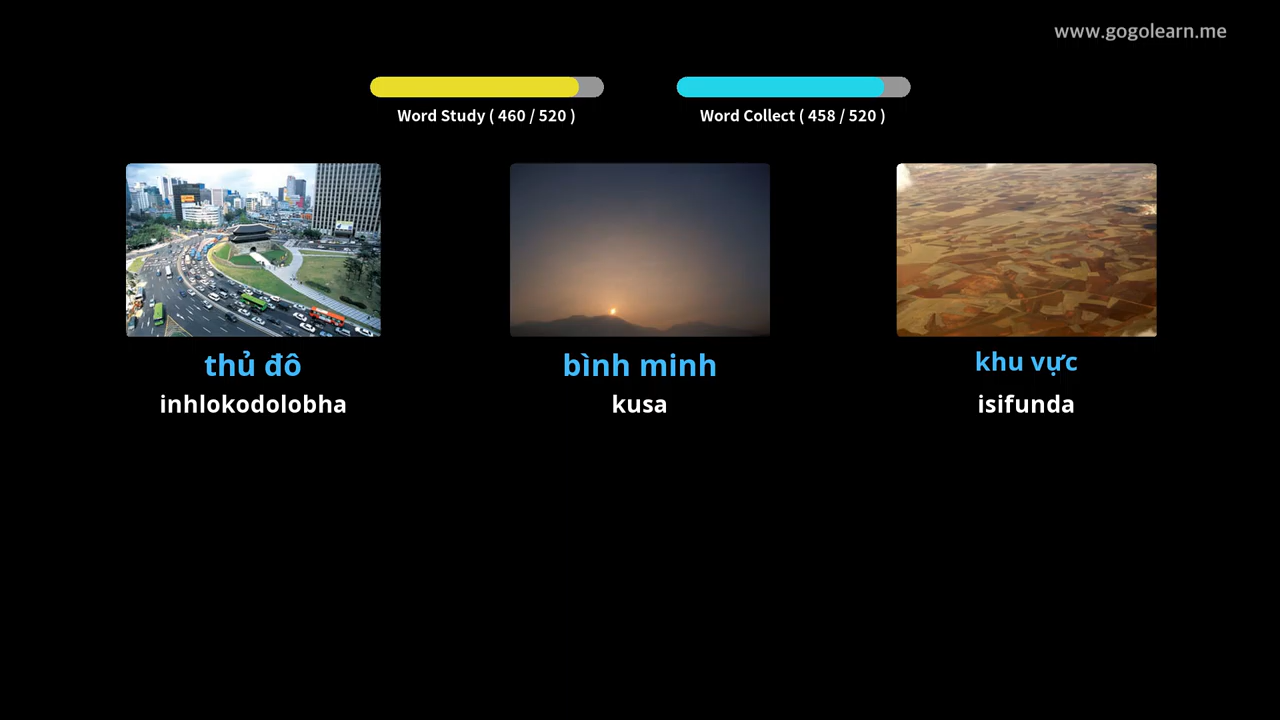 www.gogolearn.me
Word Study ( 460 / 520 )
Word Collect ( 458 / 520 )
thủ đô
inhlokodolobha
bình minh
kusa
khu vực
isifunda